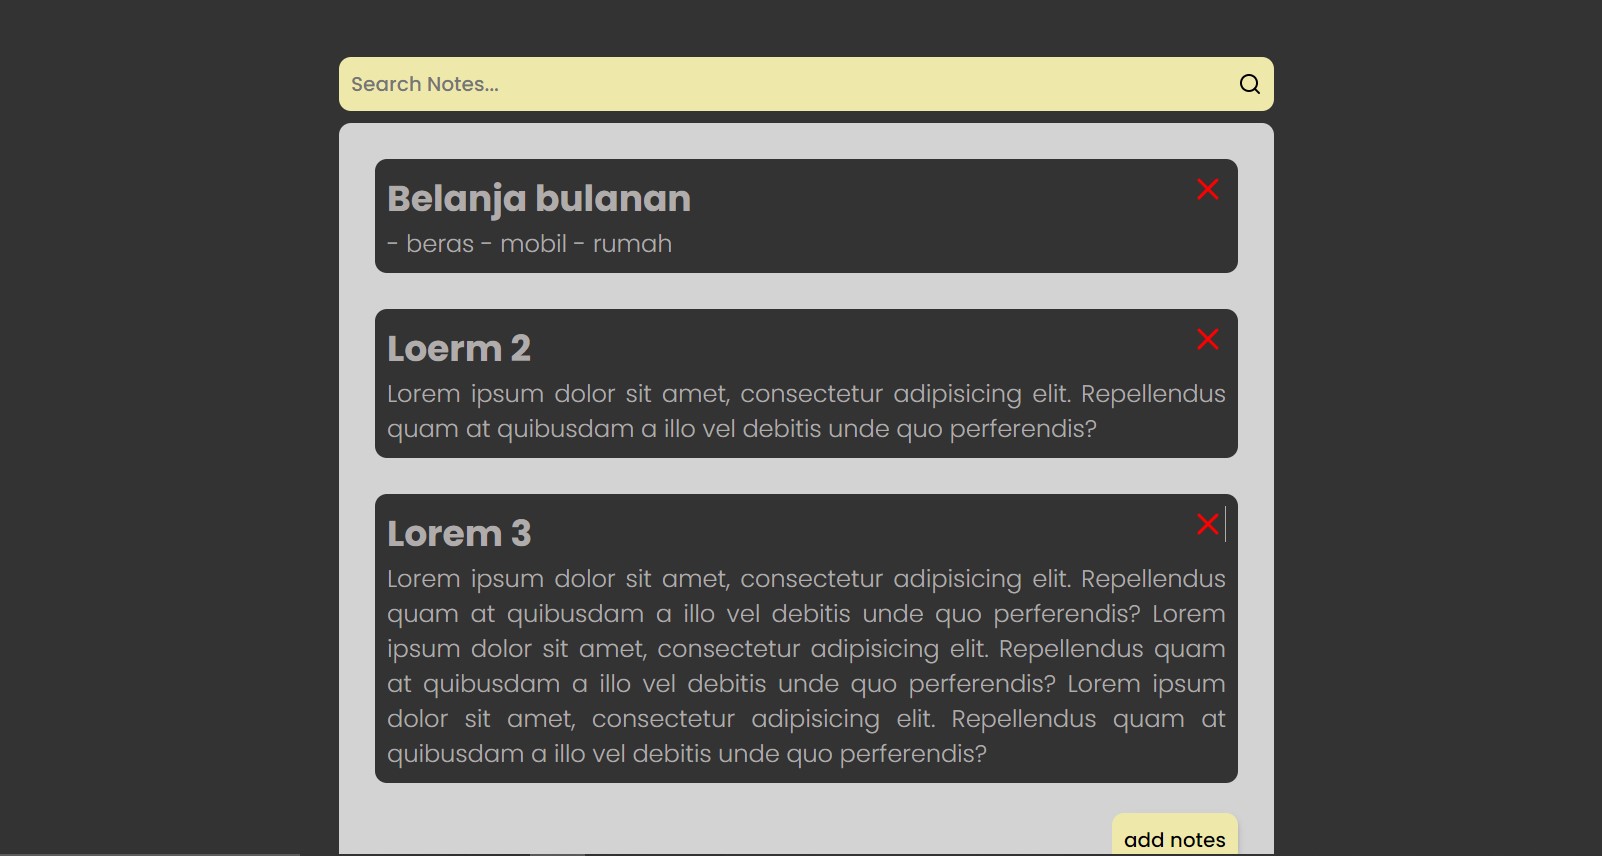 Search Notes...
Belanja bulanan
- beras - mobil - rumah
Loerm 2
Lorem ipsum dolor sit amet, consectetur adipisicing elit. Repellendus
quam at quibusdam a illo vel debitis unde quo perferendis?
Lorem 3
Lorem ipsum dolor sit amet, consectetur adipisicing elit. Repellendus
quam at quibusdam a illo vel debitis unde quo perferendis? Lorem
ipsum dolor sit amet, consectetur adipisicing elit. Repellendus quam
at quibusdam a illo vel debitis unde quo perferendis? Lorem ipsum
dolor sit amet, consectetur adipisicing elit. Repellendus quam at
quibusdam a illo vel debitis unde quo perferendis?
add notes